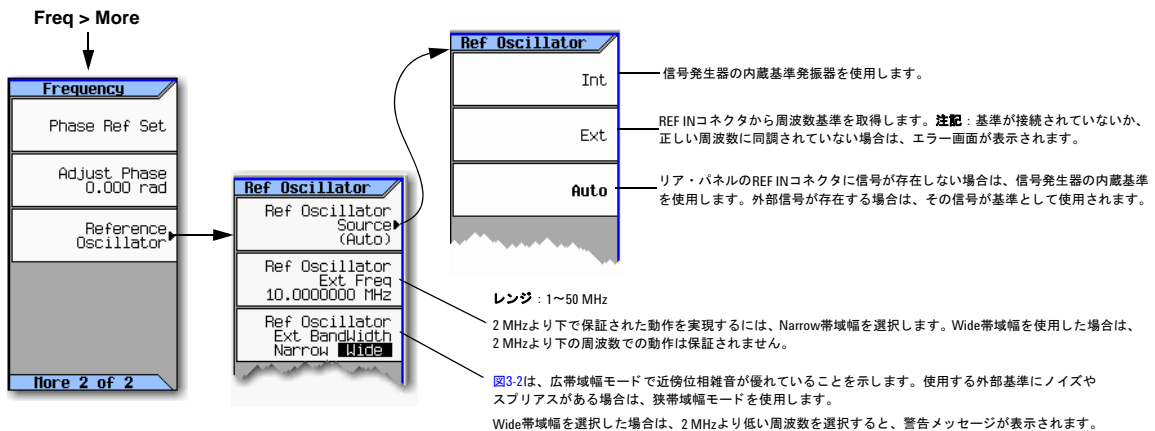 Freq > More
Frequency
Phase Ref Set
Adjust Phase
0.000 rad
Reference
Oscillator
More 2 of 2
Ref Oscillator
Ref Oscillator
Source
(Auto)
Ref Oscillator
Ext Freq
10.0000000 MHz
Ref Oscillator
Ext BandWidth
Narrow Wide
Ref Oscillator
Int
Ext
Auto
信号発生器の内蔵基準発振器を使用します。
REF INコネクタから周波数基準を取得します。注記：基準が接続されていないか、
正しい周波数に同調されていない場合は、エラー画面が表示されます。
リア・パネルのREF INコネクタに信号が存在しない場合は、信号発生器の内蔵基準
を使用します。外部信号が存在する場合は、その信号が基準として使用されます。
レンジ：1～50 MHz
2 MHzより下で保証された動作を実現するには、Narrow帯域幅を選択します。Wide帯域幅を使用した場合は、
2 MHzより下の周波数での動作は保証されません。
図3-2は、広帯域幅モードで近傍位相雑音が優れていることを示します。使用する外部基準にノイズや
スプリアスがある場合は、狭帯域幅モードを使用します。
Wide帯域幅を選択した場合は、2 MHzより低い周波数を選択すると、警告メッセージが表示されます。